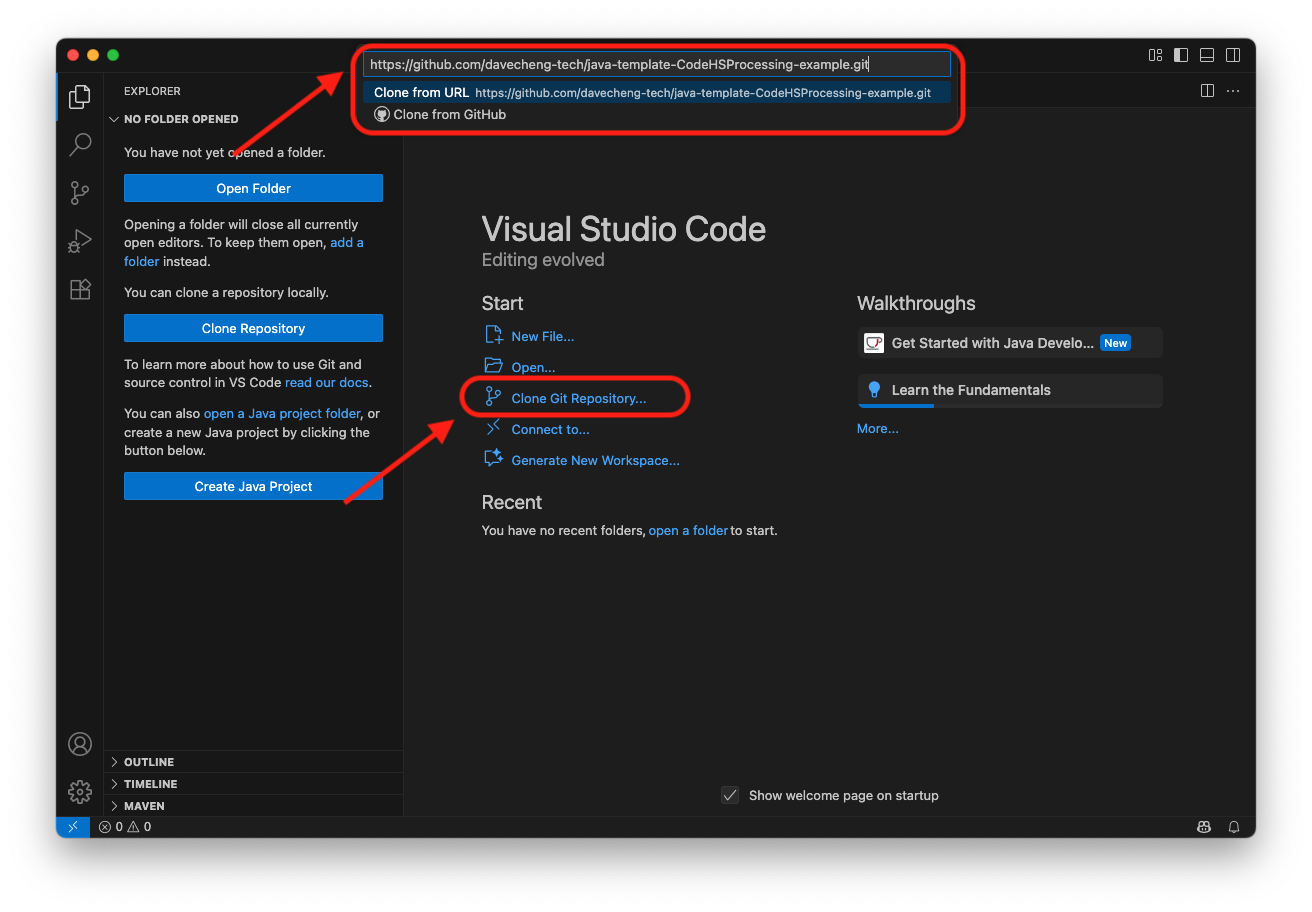 https://github.com/davecheng-tech/java-template-CodeHSProcessing-example.git
Clone from URL https://github.com/davecheng-tech/java-template-CodeHSProcessing-example.git
Clone from GitHub
EXPLORER
NO FOLDER OPENED
You have not yet opened a folder.
Open Folder
Opening a folder will close all currently
open editors. To keep them open, add a
folder instead.
You can clone a repository locally.
Clone Repository
To learn more about how to use Git and
source control in VS Code read our docs.
You can also open a Java project folder, or
create a new Java project by clicking the
button below.
Create Java Project
OUTLINE
TIMELINE
MAVEN
Visual Studio Code
Editing evolved
Start
New File...
Open...
Clone Git Repository...
Connect to...
Generate New Workspace...
Recent
You have no recent folders, open a folder to start.
Walkthroughs
Get Started with Java Develo... New
Learn the Fundamentals
More...
Show welcome page on startup
0 0